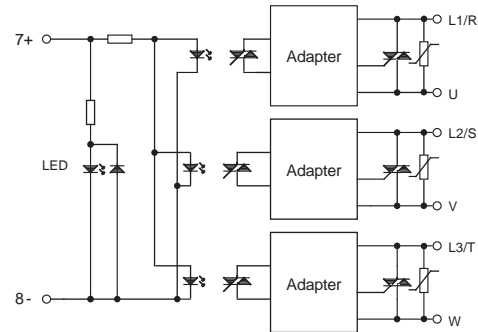 L1/R
7+
Adapter
U
L2/S
LED
Adapter
V
L3/T
Adapter
8-
W